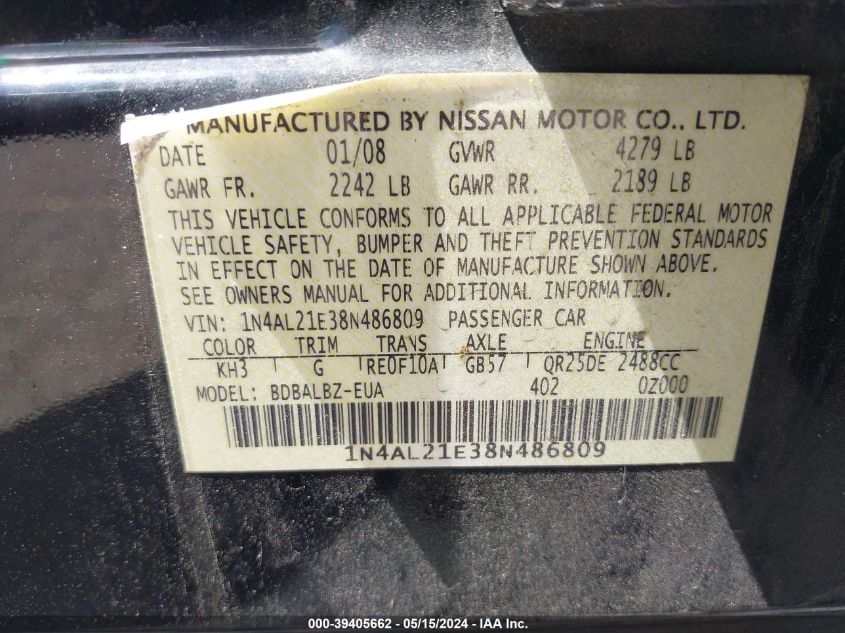 MANUFACTURED BY NISSAN MOTOR CO., LTD.
DATE 01/08 GVWR 4279 LB
GAWR FR. 2242 LB GAWR RR. 2189 LB
THIS VEHICLE CONFORMS TO ALL APPLICABLE FEDERAL MOTOR
VEHICLE SAFETY, BUMPER AND THEFT PREVENTION STANDARDS
IN EFFECT ON THE DATE OF MANUFACTURE SHOWN ABOVE.
SEE OWNERS MANUAL FOR ADDITIONAL INFORMATION.
VIN: 1N4AL21E38N486809 PASSENGER CAR
COLOR TRIM TRANS AXLE ENGINE
KH3 G RE0F10A GB57 QR25DE 2488CC
MODEL: BDBALBZ-EUA 402 0Z000
1N4AL21E38N486809
000-39405662 - 05/15/2024 - IAA Inc.